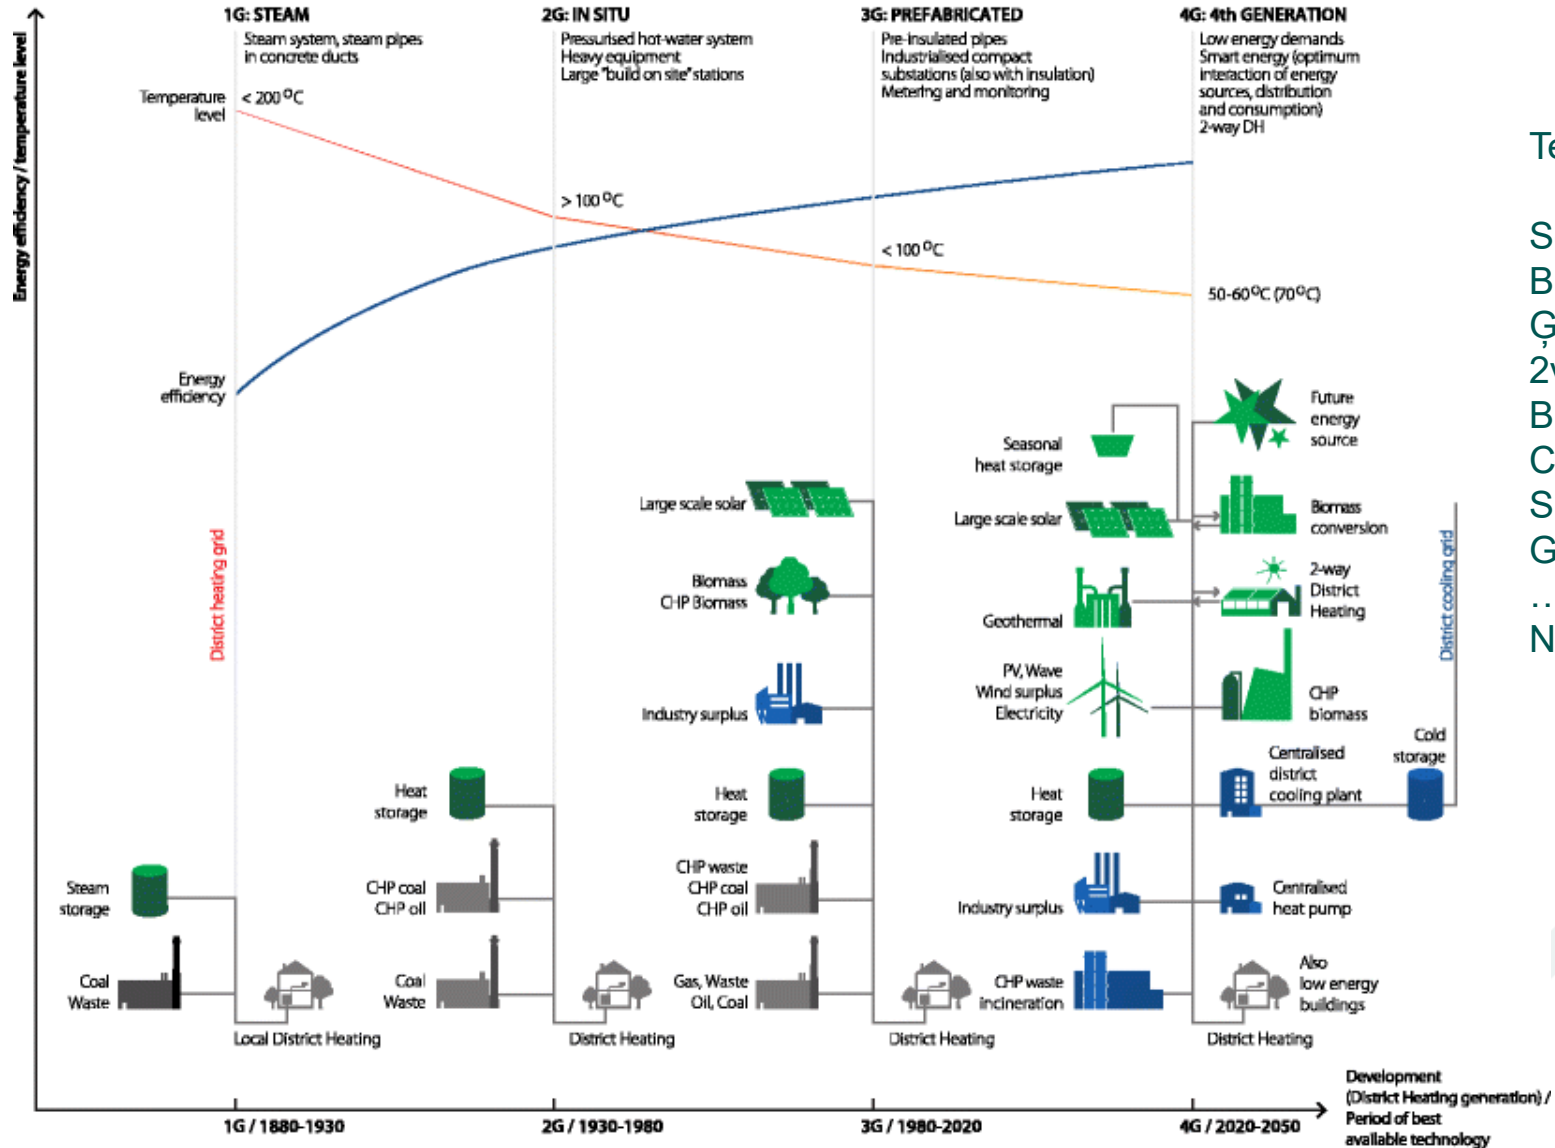 1G: STEAM
Steam system, steam pipes
in concrete ducts
2G: IN SITU
Pressurised hot-water system
Heavy equipment
Large "build on site" stations
3G: PREFABRICATED
Pre-insulated pipes
Industrialised compact
substations (also with insulation)
Metering and monitoring
4G: 4th GENERATION
Low energy demands
Smart energy (optimum
interaction of energy
sources, distribution
and consumption)
2-way DH
Energy efficiency / temperature level
Temperature
level
< 200 °C
> 100 °C
< 100 °C
50-60°C (70°C)
Energy
efficiency
District heating grid
Steam
storage
Coal
Waste
Local District Heating
Heat
storage
CHP coal
CHP oil
Coal
Waste
District Heating
Large scale solar
Biomass
CHP Biomass
Industry surplus
Heat
storage
CHP waste
CHP coal
CHP oil
Gas, Waste
Oil, Coal
District Heating
Seasonal
heat storage
Large scale solar
Geothermal
PV, Wave
Wind surplus
Electricity
Heat
storage
Industry surplus
CHP waste
incineration
Future
energy
source
Biomass
conversion
2-way
District
Heating
CHP
biomass
Centralised
district
cooling plant
Cold
storage
Centralised
heat pump
Also
low energy
buildings
District Heating
District cooling grid
Development
(District Heating generation) /
Period of best
available technology
1G / 1880-1930
2G / 1930-1980
3G / 1980-2020
4G / 2020-2050
Te
S
B
Ģ
2v
B
C
S
G
..
N